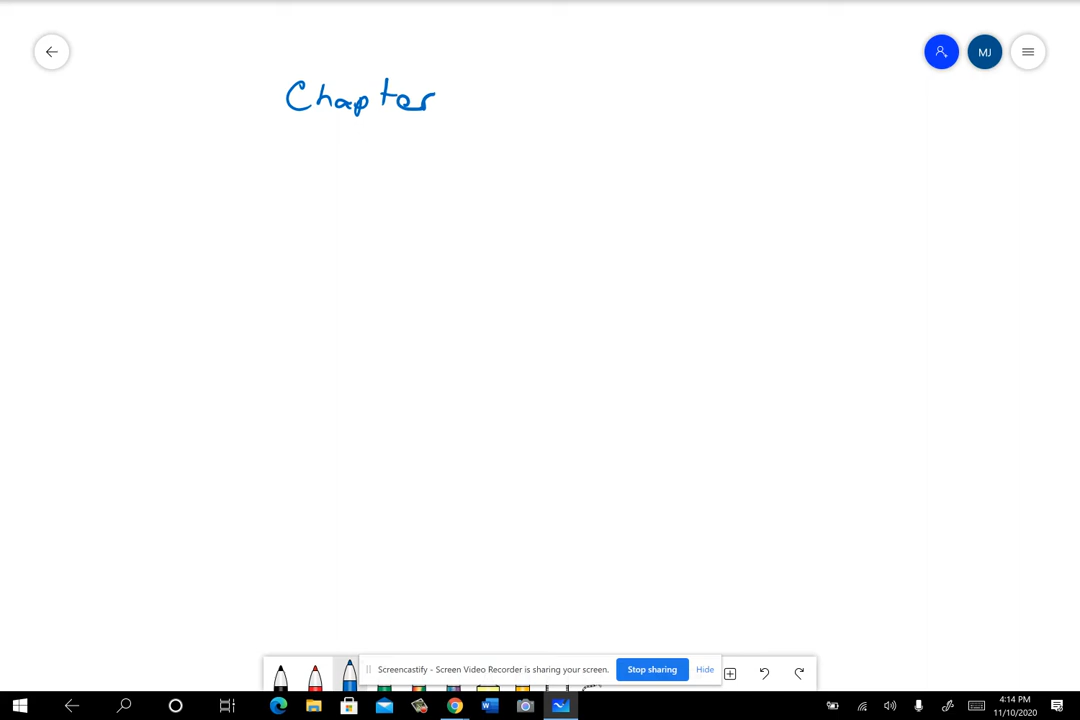 MJ
Chapter
Screencastify - Screen Video Recorder is sharing your screen. Stop sharing Hide
4:14 PM
11/10/2020